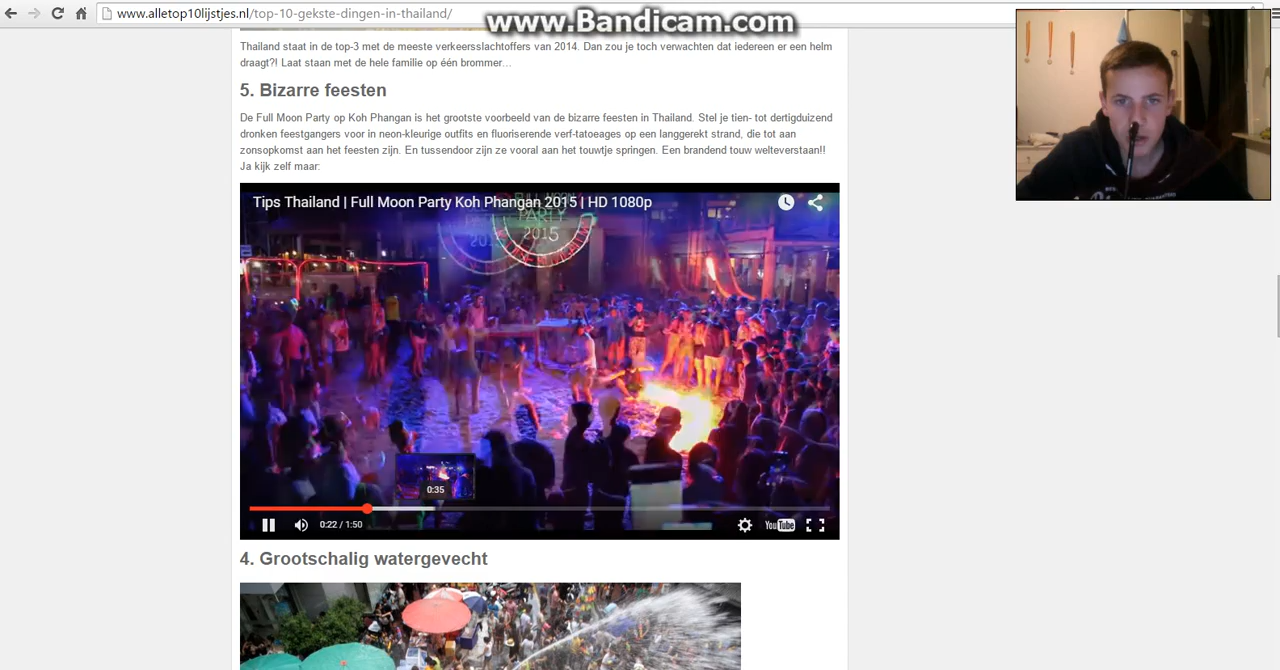 www.alletop10lijstjes.nl/top-10-gekste-dingen-in-thailand/
www.Bandicam.com
Thailand staat in de top-3 met de meeste verkeersslachtoffers van 2014. Dan zou je toch verwachten dat iedereen er een helm
draagt?! Laat staan met de hele familie op één brommer...
5. Bizarre feesten
De Full Moon Party op Koh Phangan is het grootste voorbeeld van de bizarre feesten in Thailand. Stel je tien- tot dertigduizend
dronken feestgangers voor in neon-kleurige outfits en fluoriserende verf-tatoeages op een langgerekt strand, die tot aan
zonsopkomst aan het feesten zijn. En tussendoor zijn ze vooral aan het touwtje springen. Een brandend touw welteverstaan!!
Ja kijk zelf maar:
Tips Thailand | Full Moon Party Koh Phangan 2015 | HD 1080p
FULL MOON
PARTY
2015
0:35
0:22 / 1:50
YouTube
4. Grootschalig watergevecht